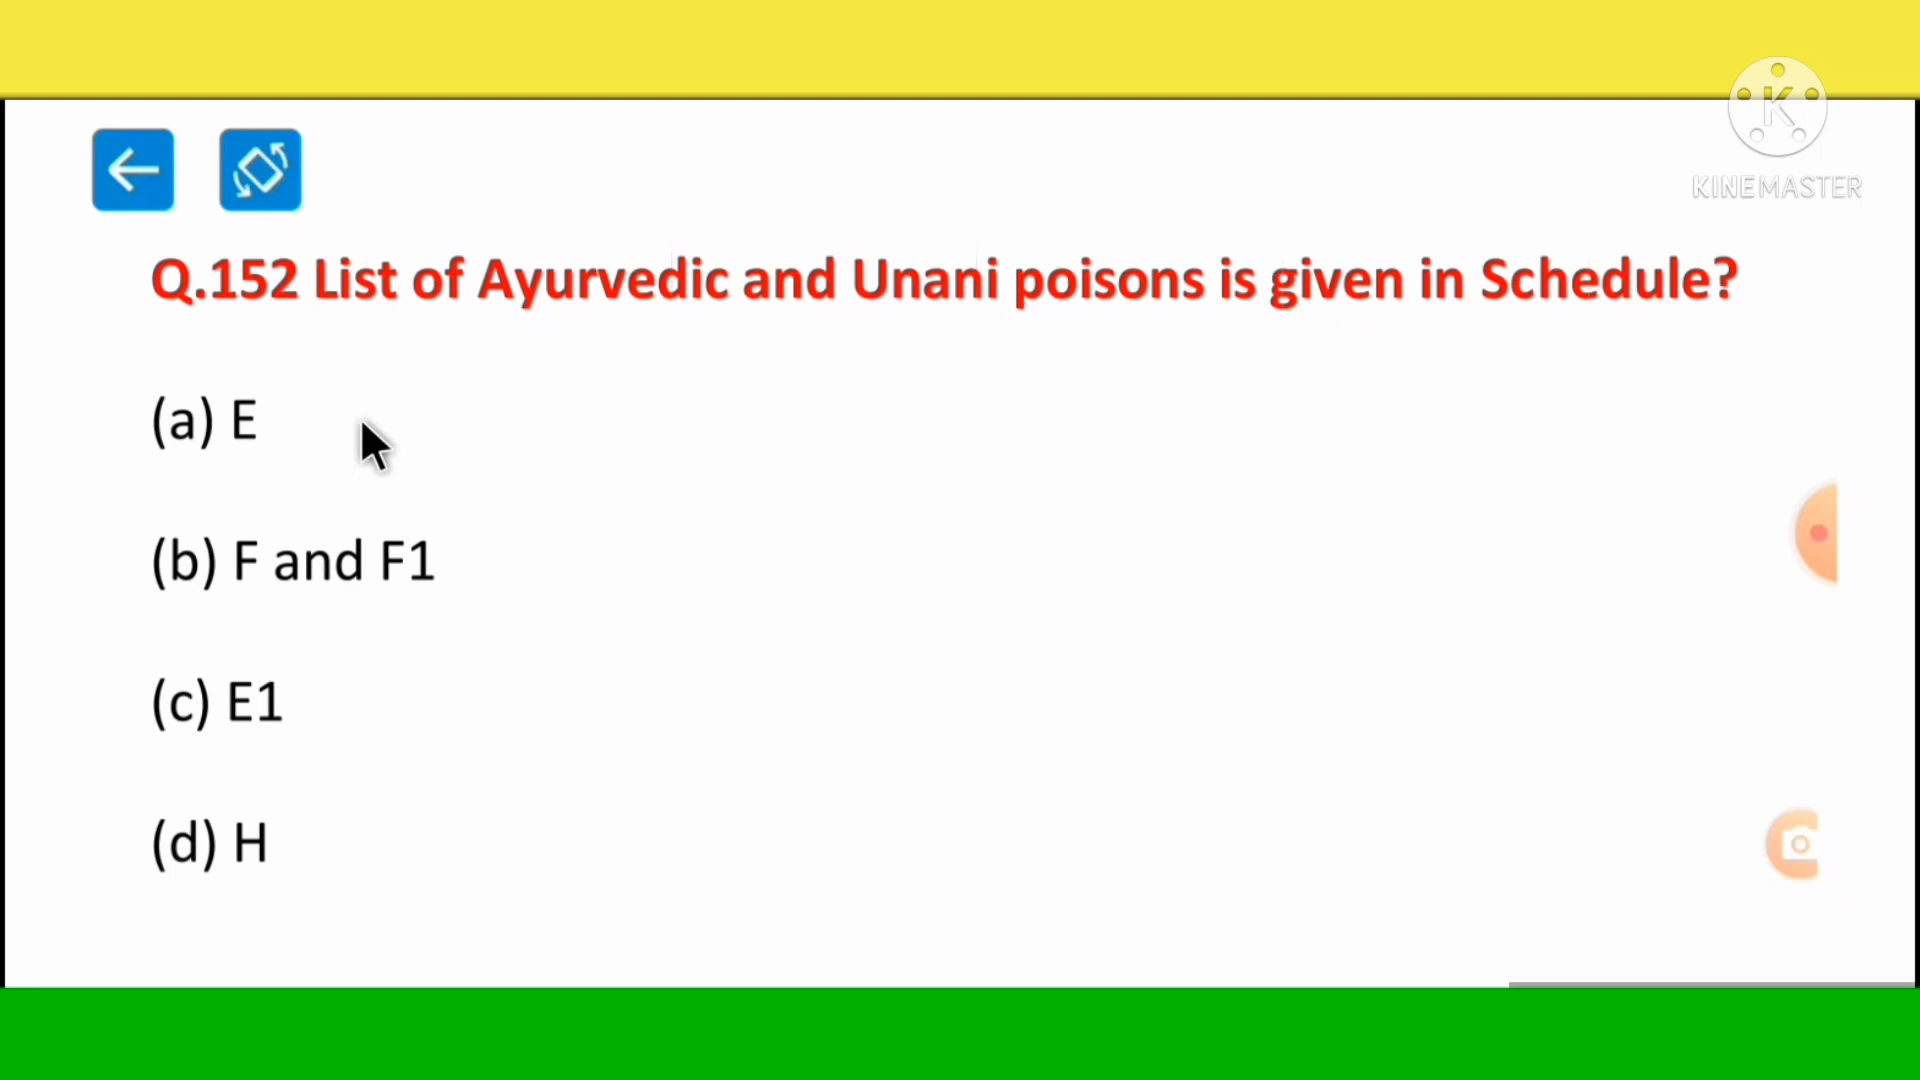 K
KINEMASTER
Q.152 List of Ayurvedic and Unani poisons is given in Schedule?
(a) E
(b) F and F1
(c) E1
(d) H